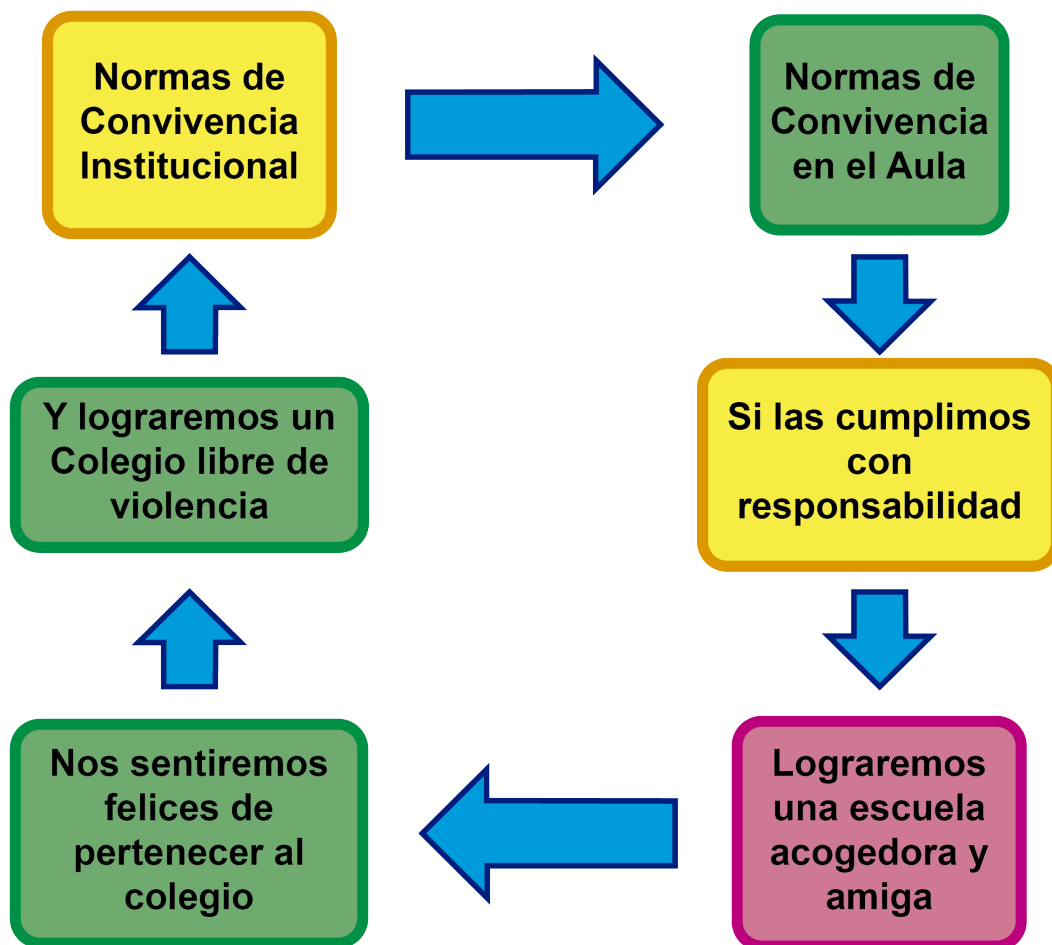 Normas de
Convivencia
Institucional
Normas de
Convivencia
en el Aula
Si las cumplimos
con
responsabilidad
Lograremos
una escuela
acogedora y
amiga
Nos sentiremos
felices de
pertenecer al
colegio
Y lograremos un
Colegio libre de
violencia